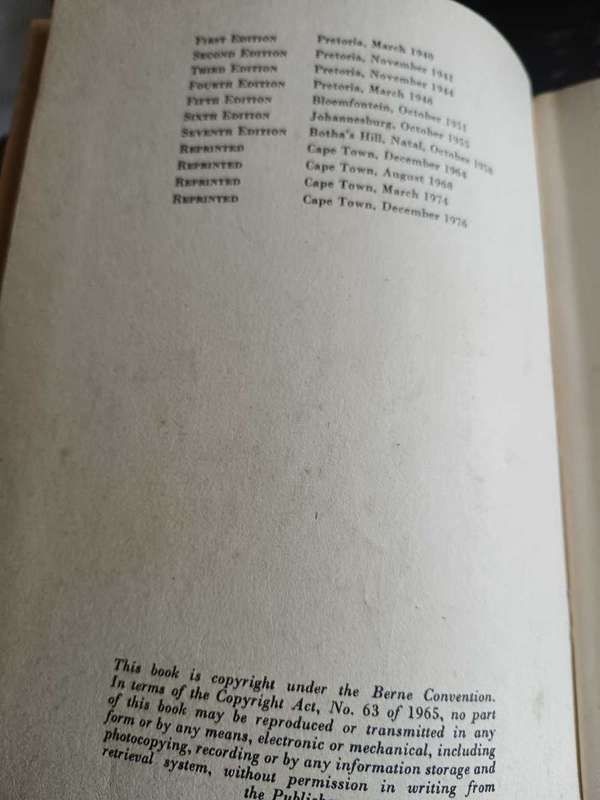 FIRST EDITION Pretoria, March 1940
SECOND EDITION Pretoria, November 1941
THIRD EDITION Pretoria, November 1944
FOURTH EDITION Pretoria, March 1946
FIFTH EDITION Bloemfontein, October 1951
SIXTH EDITION Johannesburg, October 1955
SEVENTH EDITION Botha's Hill, Natal, October 1958
REPRINTED Cape Town, December 1964
REPRINTED Cape Town, August 1968
REPRINTED Cape Town, March 1974
REPRINTED Cape Town, December 1976
This book is copyright under the Berne Convention.
In terms of the Copyright Act, No. 63 of 1965, no part
of this book may be reproduced or transmitted in any
form or by any means, electronic or mechanical, including
photocopying, recording or by any information storage and
retrieval system, without permission in writing from
the